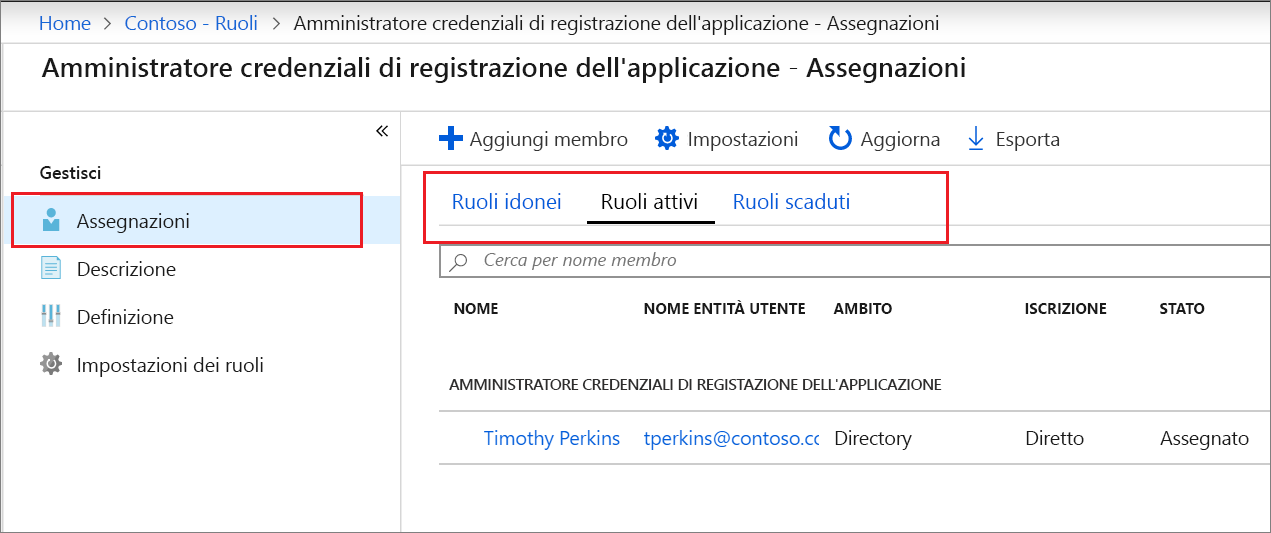 Home > Contoso - Ruoli > Amministratore credenziali di registrazione dell'applicazione - Assegnazioni
Amministratore credenziali di registrazione dell'applicazione - Assegnazioni
«
Gestisci
Assegnazioni
Descrizione
Definizione
Impostazioni dei ruoli
Aggiungi membro Impostazioni Aggiorna Esporta
Ruoli idonei Ruoli attivi Ruoli scaduti
Cerca per nome membro
NOME NOME ENTITÀ UTENTE AMBITO ISCRIZIONE STATO
AMMINISTRATORE CREDENZIALI DI REGISTAZIONE DELL'APPLICAZIONE
Timothy Perkins tperkins@contoso.cc Directory Diretto Assegnato